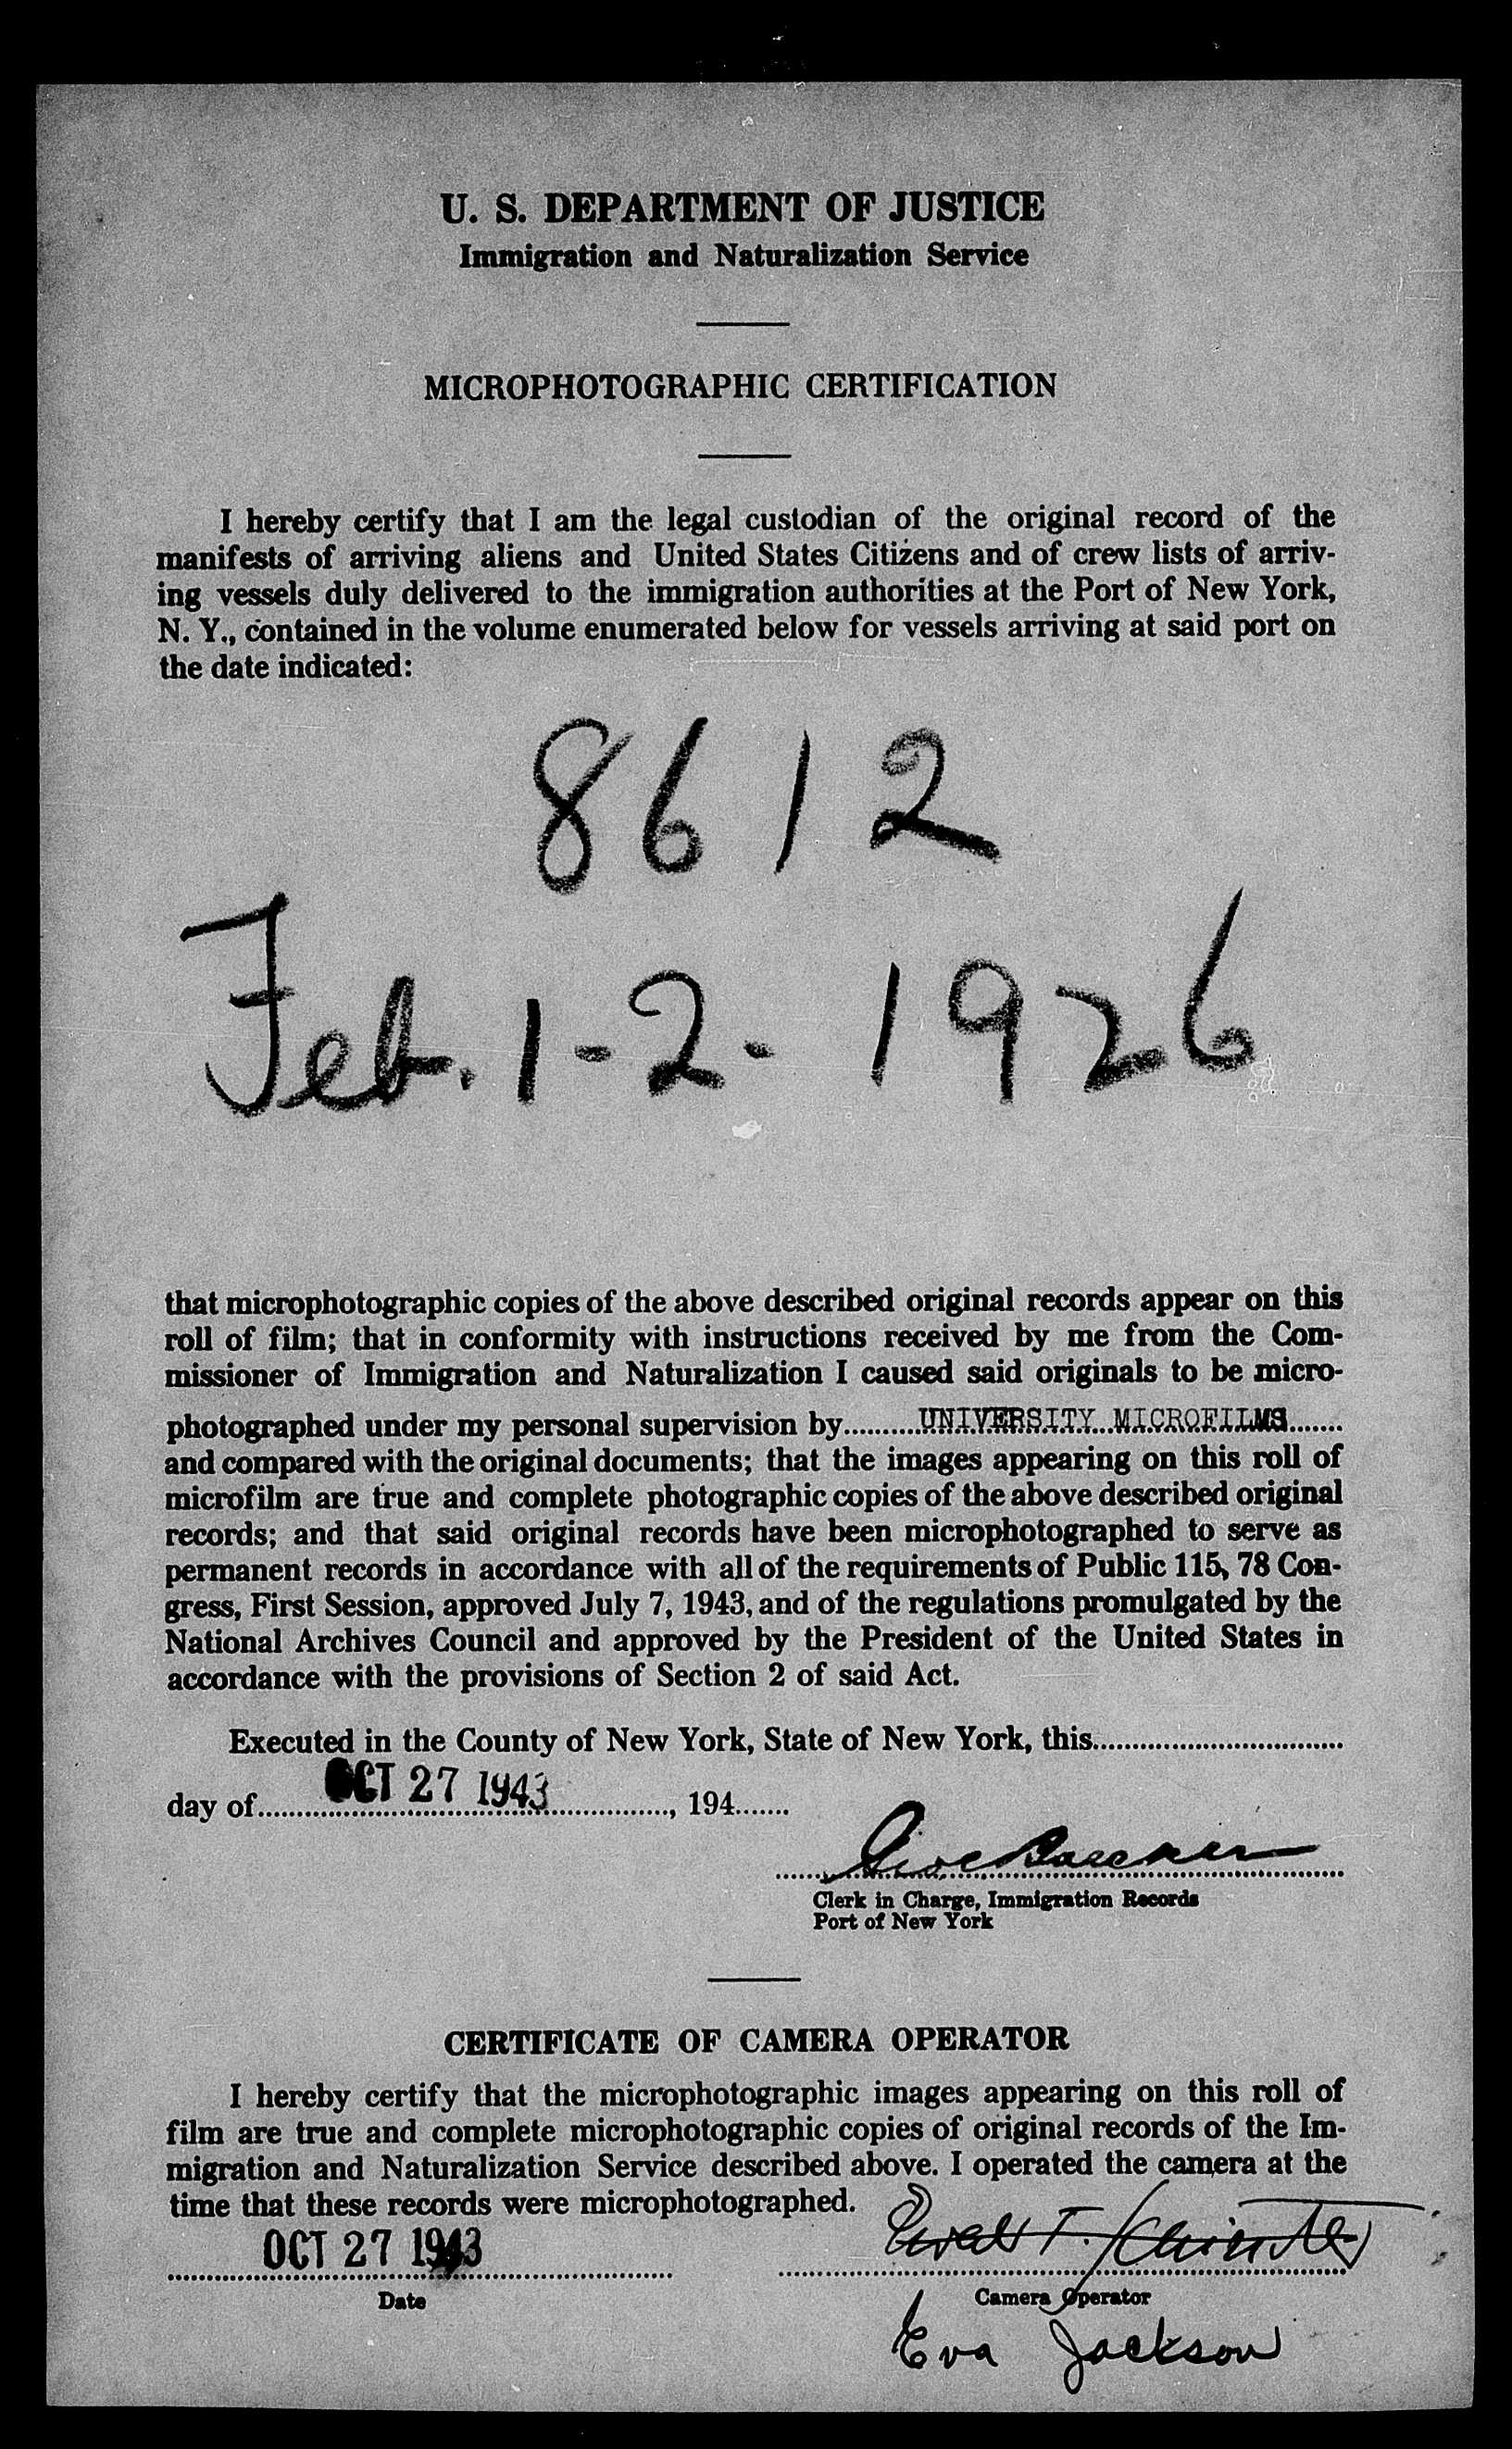 U. S. DEPARTMENT OF JUSTICE
Immigration and Naturalization Service
MICROPHOTOGRAPHIC CERTIFICATION
I hereby certify that I am the legal custodian of the original record of the
manifests of arriving aliens and United States Citizens and of crew lists of arriv-
ing vessels duly delivered to the immigration authorities at the Port of New York,
N. Y., contained in the volume enumerated below for vessels arriving at said port on
the date indicated:
8612
Feb. 1-2- 1926
that microphotographic copies of the above described original records appear on this
roll of film; that in conformity with instructions received by me from the Com-
missioner of Immigration and Naturalization I caused said originals to be micro-
photographed under my personal supervision by...........UNIVERSITY MICROFILMS.......
and compared with the original documents; that the images appearing on this roll of
microfilm are true and complete photographic copies of the above described original
records; and that said original records have been microphotographed to serve as
permanent records in accordance with all of the requirements of Public 115, 78 Con-
gress, First Session, approved July 7, 1943, and of the regulations promulgated by the
National Archives Council and approved by the President of the United States in
accordance with the provisions of Section 2 of said Act.
Executed in the County of New York, State of New York, this................................
day of.......OCT 27 1943......., 194.......
Clerk in Charge, Immigration Records
Port of New York
CERTIFICATE OF CAMERA OPERATOR
I hereby certify that the microphotographic images appearing on this roll of
film are true and complete microphotographic copies of original records of the Im-
migration and Naturalization Service described above. I operated the camera at the
time that these records were microphotographed.
OCT 27 1943
Date
Camera Operator
Eva Jackson